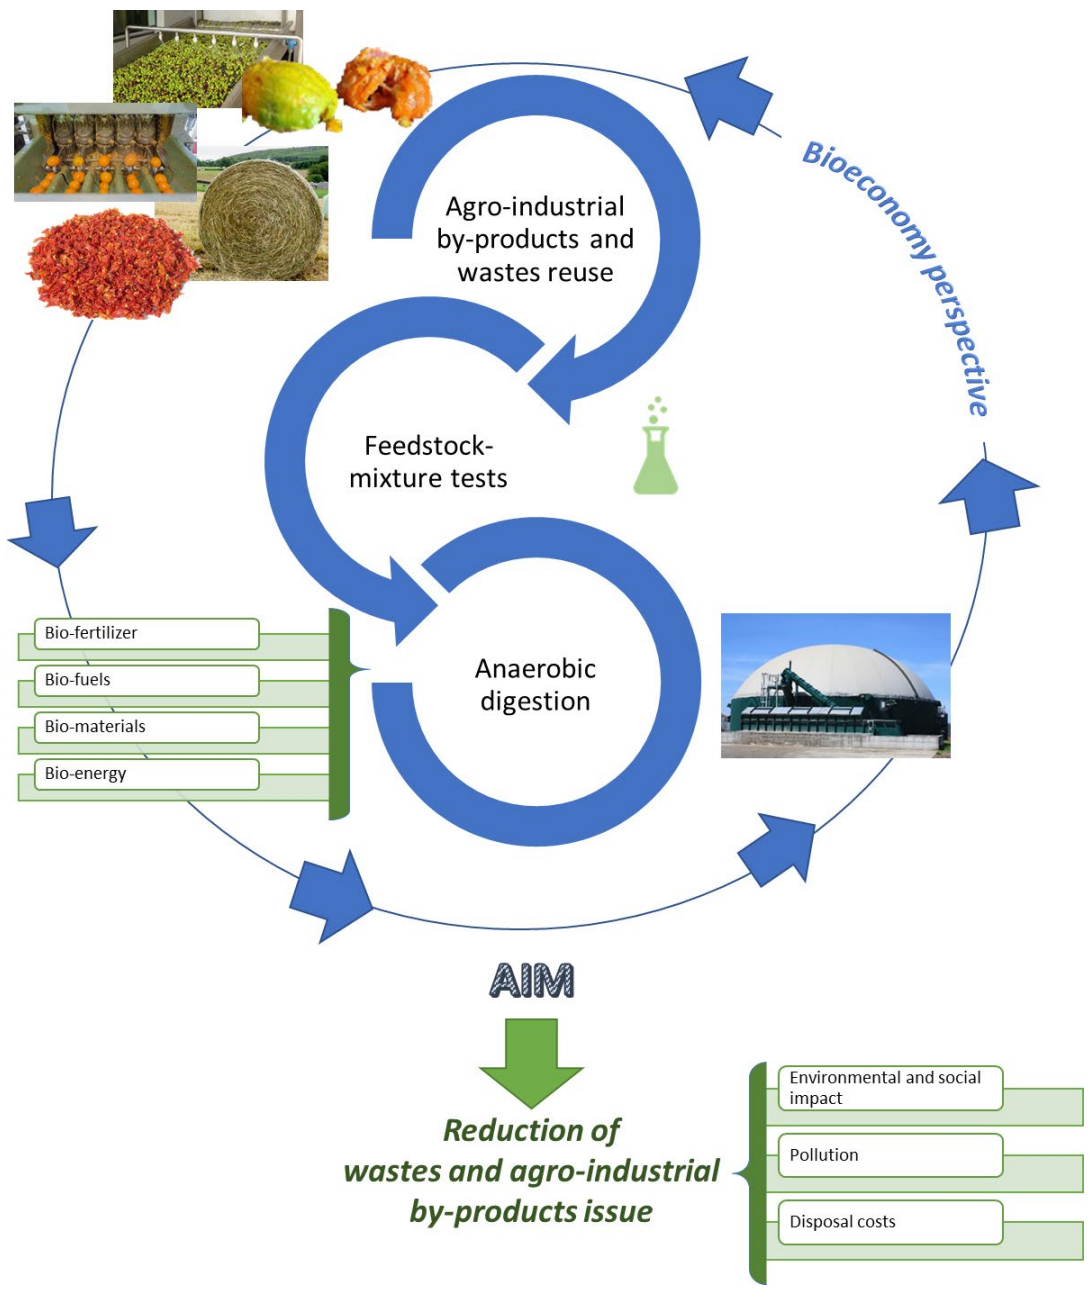 Agro-industrial
by-products and
wastes reuse
Bioeconomy perspective
Feedstock-
mixture tests
Anaerobic
digestion
Bio-fertilizer
Bio-fuels
Bio-materials
Bio-energy
AIM
Reduction of
wastes and agro-industrial
by-products issue
Environmental and social
impact
Pollution
Disposal costs